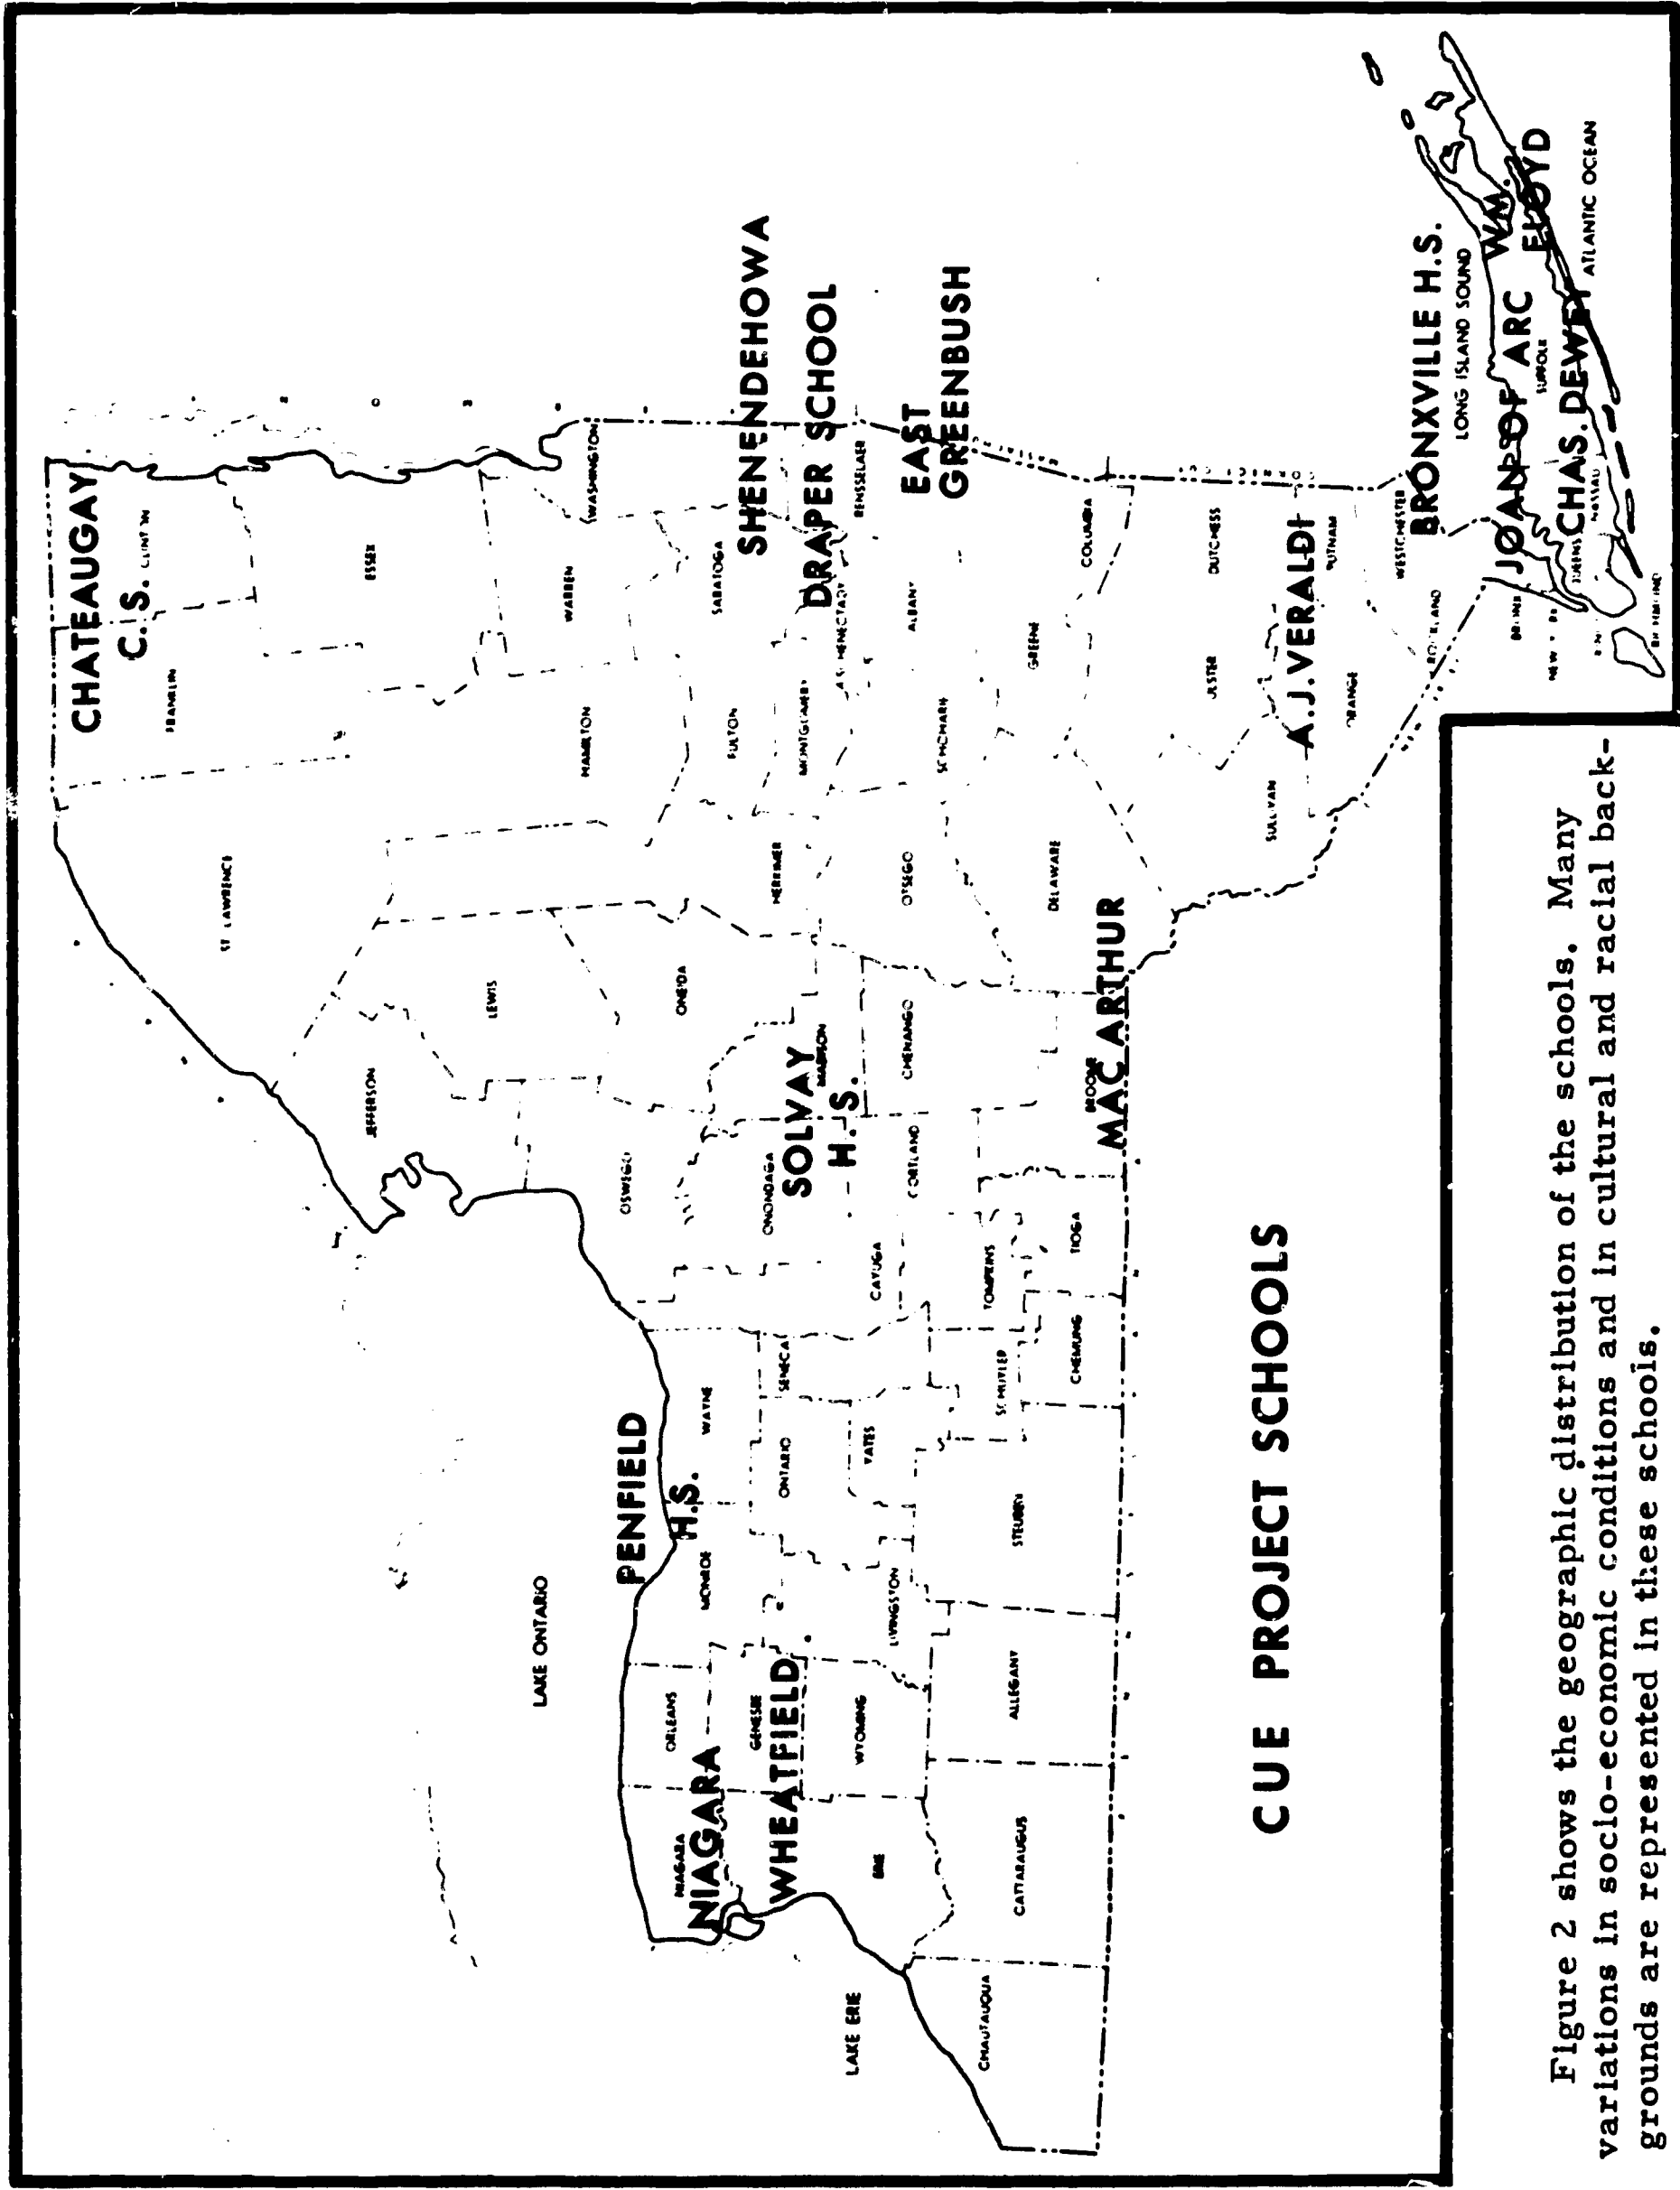 CHATEAUGAY
C.S.
CLINTON
FRANKLIN
ST. LAWRENCE
ESSEX
JEFFERSON
LEWIS
HAMILTON
WARREN
WASHINGTON
LAKE ONTARIO
OSWEGO
ONEIDA
HERKIMER
FULTON
SARATOGA
SHENENDEHOWA
PENFIELD
H.S.
NIAGARA
NIAGARA
ORLEANS
MONROE
WAYNE
ONONDAGA
SOLVAY
H.S.
MADISON
MONTGOMERY
SCHENECTADY
DRAPER SCHOOL
RENSSELAER
WHEATFIELD
GENESEE
ONTARIO
SENECA
CAYUGA
LAKE ERIE
ERIE
WYOMING
LIVINGSTON
YATES
CORTLAND
CHENANGO
OTSEGO
SCHOHARIE
ALBANY
EAST
GREENBUSH
CHAUTAUQUA
CATTARAUGUS
ALLEGANY
STEUBEN
SCHUYLER
TOMPKINS
CHEMUNG
TIOGA
BROOME
MAC ARTHUR
DELAWARE
GREENE
COLUMBIA
ULSTER
DUTCHESS
SULLIVAN
A.J. VERALDI
ORANGE
PUTNAM
ROCKLAND
WESTCHESTER
BRONXVILLE H.S.
LONG ISLAND SOUND
BRONX
JOAN OF ARC
WM.
FLOYD
SUFFOLK
QUEENS
CHAS. DEWEY
NASSAU
ATLANTIC OCEAN
RICHMOND
CUE PROJECT SCHOOLS
Figure 2 shows the geographic distribution of the schools. Many
variations in socio-economic conditions and in cultural and racial back-
grounds are represented in these schools.